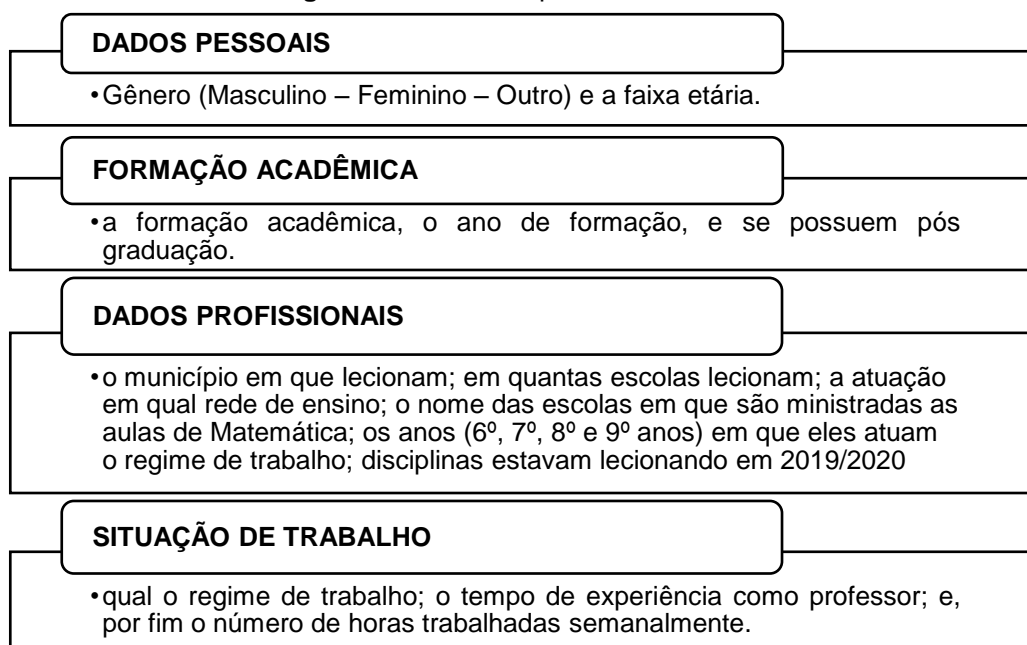 DADOS PESSOAIS
•Gênero (Masculino – Feminino – Outro) e a faixa etária.
FORMAÇÃO ACADÊMICA
•a formação acadêmica, o ano de formação, e se possuem pós
graduação.
DADOS PROFISSIONAIS
•o município em que lecionam; em quantas escolas lecionam; a atuação
em qual rede de ensino; o nome das escolas em que são ministradas as
aulas de Matemática; os anos (6º, 7º, 8º e 9º anos) em que eles atuam
o regime de trabalho; disciplinas estavam lecionando em 2019/2020
SITUAÇÃO DE TRABALHO
•qual o regime de trabalho; o tempo de experiência como professor; e,
por fim o número de horas trabalhadas semanalmente.